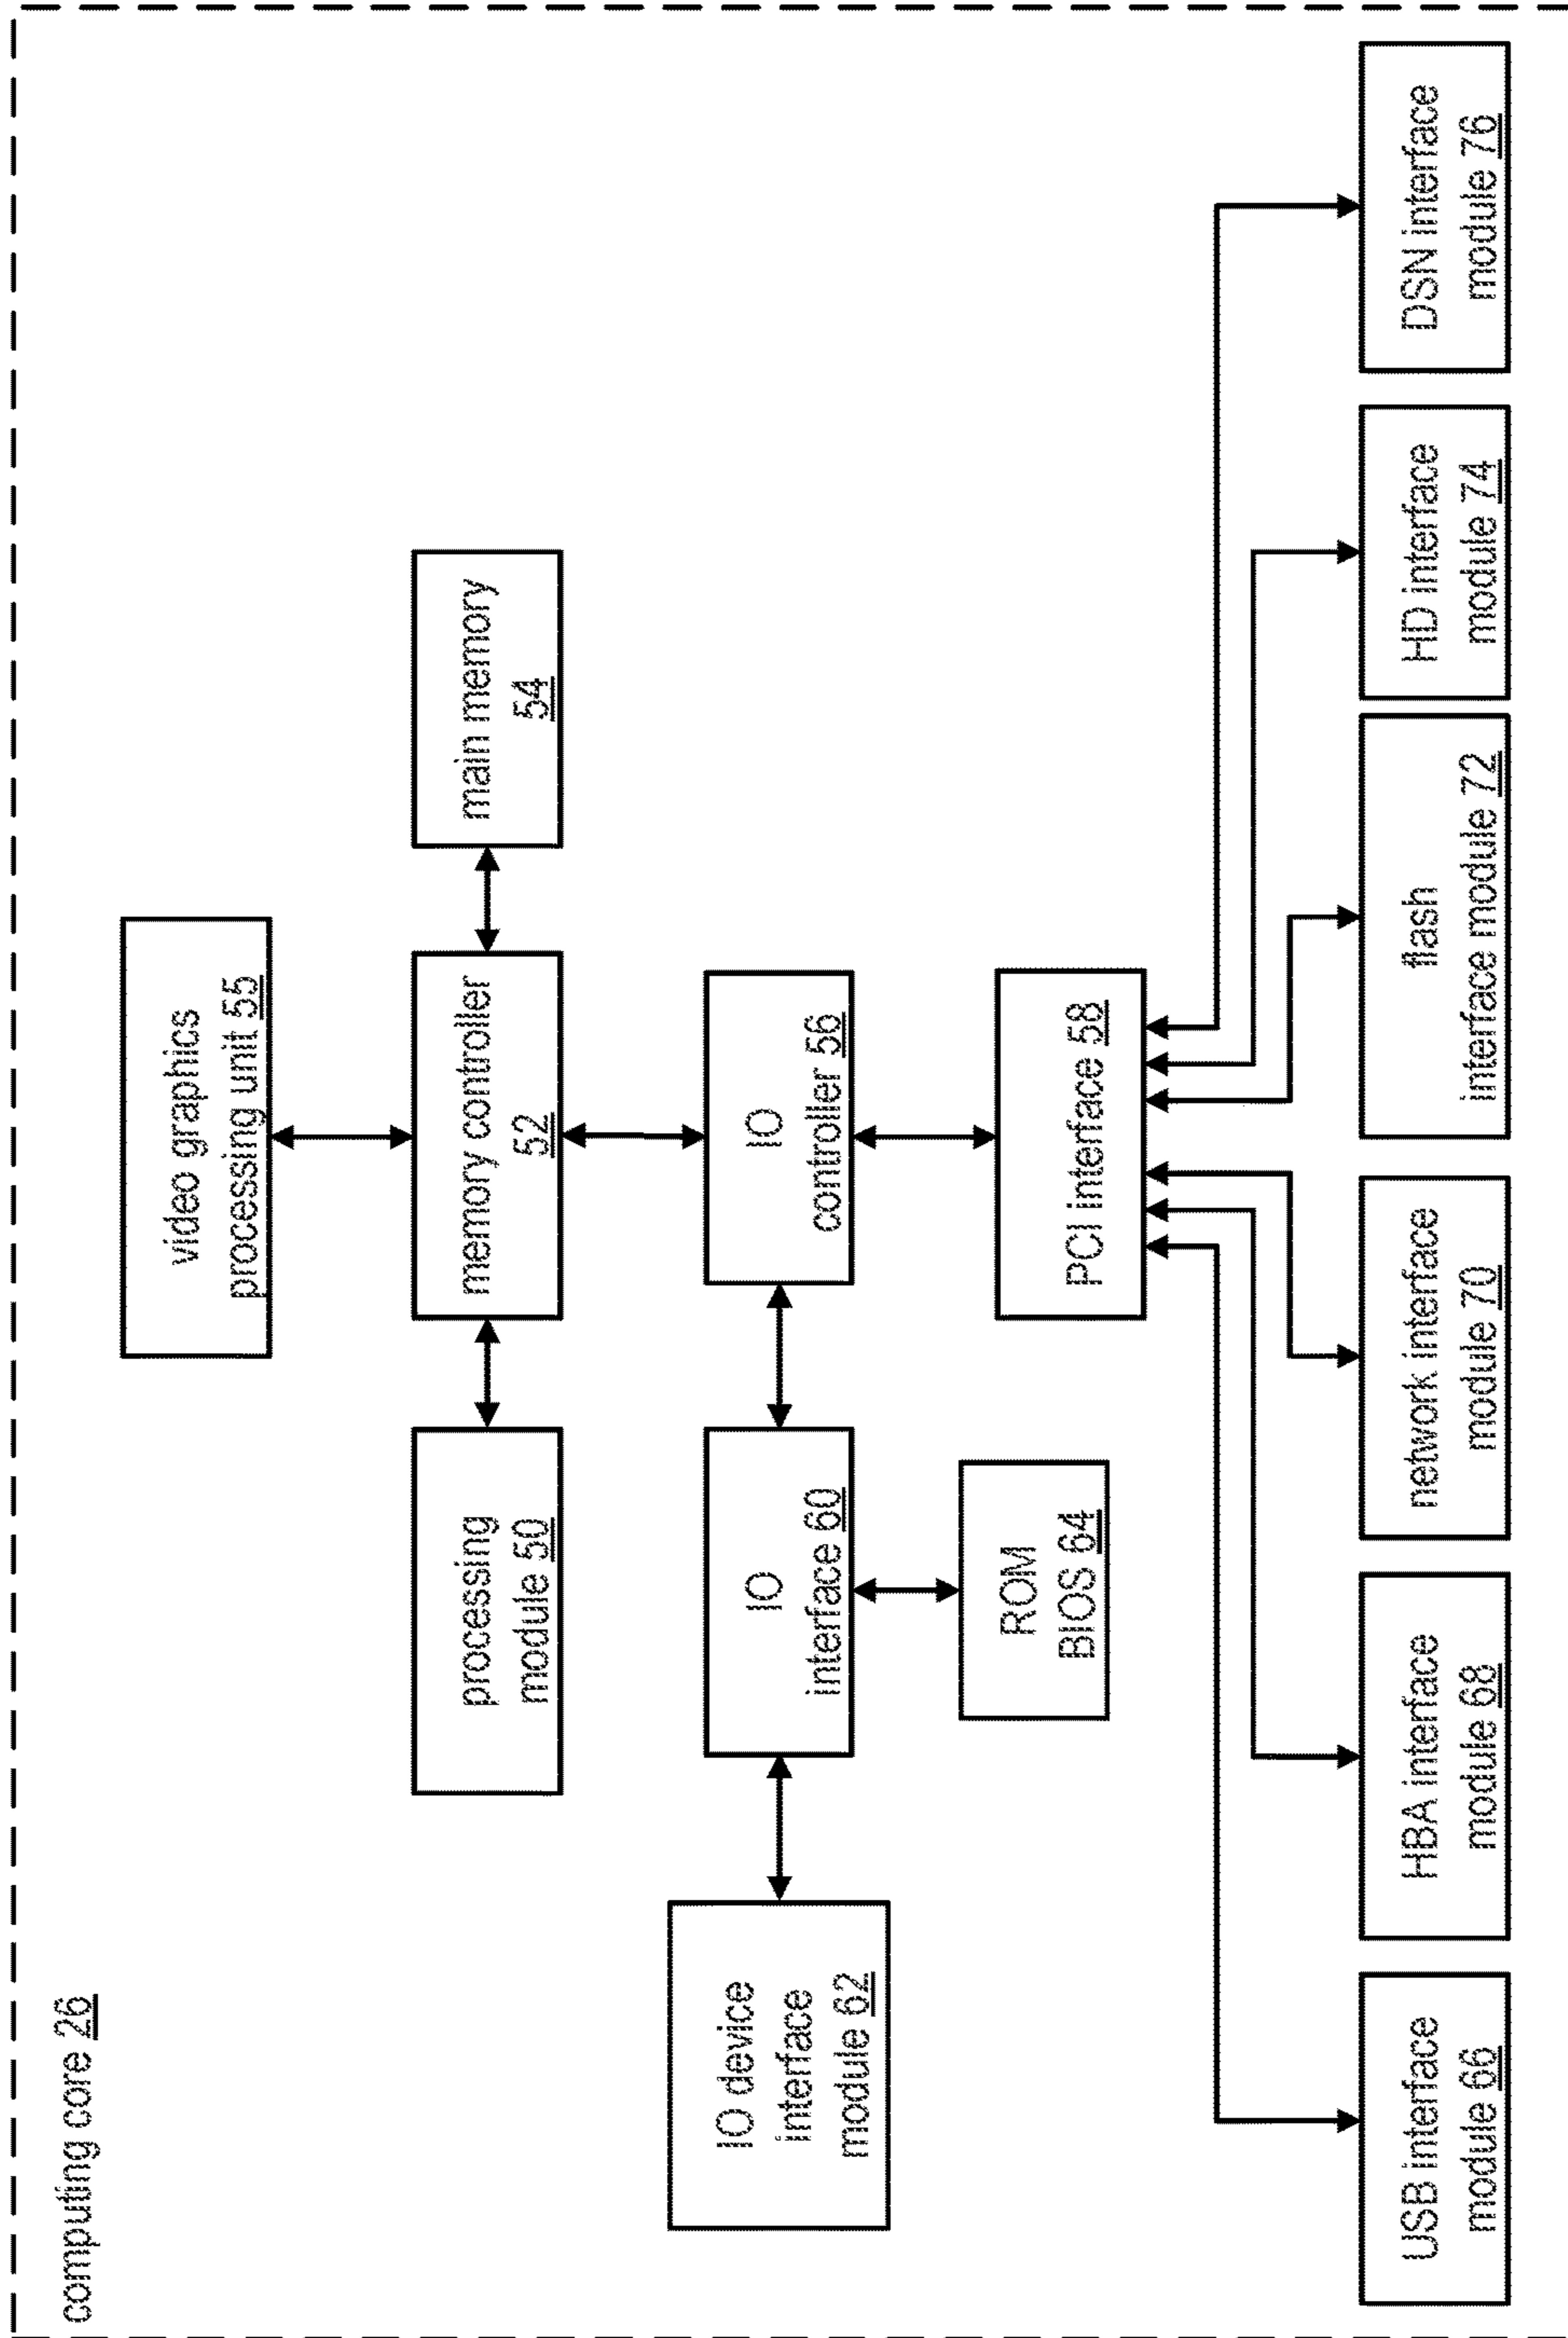 computing core 26
video graphics
processing unit 55
processing
module 50
memory controller
52
main memory
54
IO device
interface
module 62
IO
interface 60
IO
controller 56
ROM
BIOS 64
PCI interface 58
USB interface
module 66
HBA interface
module 68
network interface
module 70
flash
interface module 72
HD interface
module 74
DSN interface
module 76